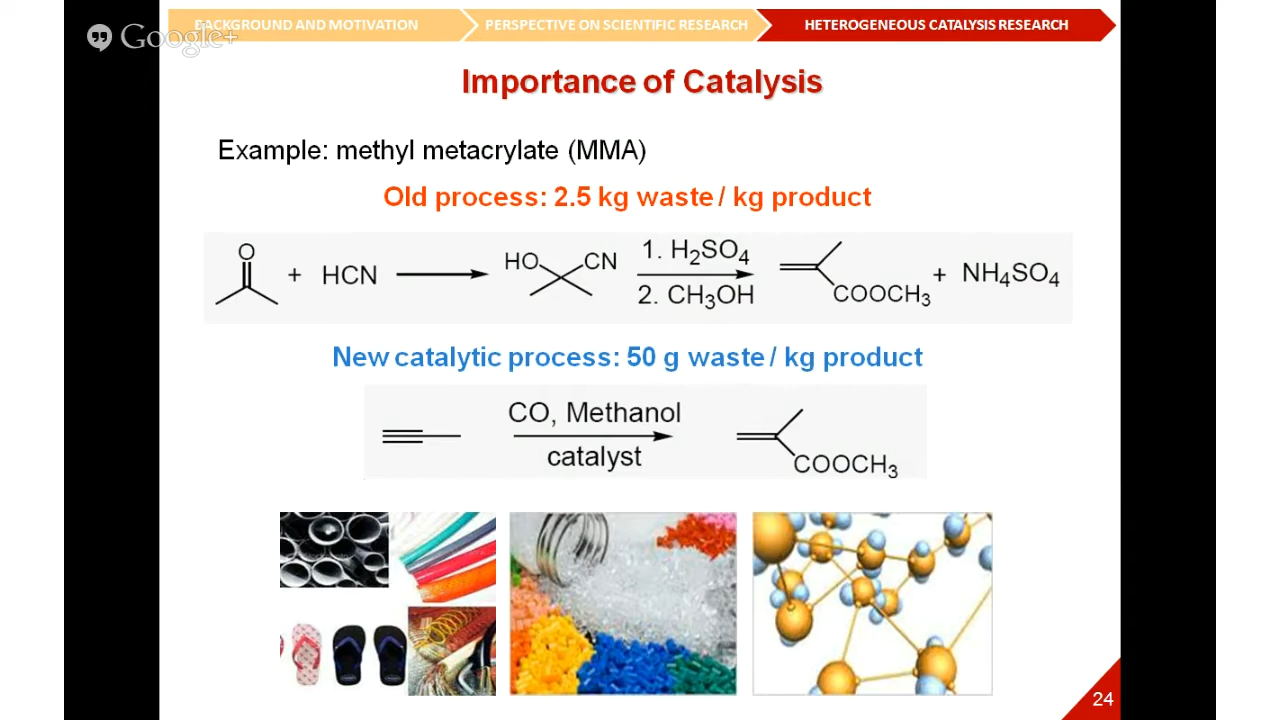 BACKGROUND AND MOTIVATION
PERSPECTIVE ON SCIENTIFIC RESEARCH
HETEROGENEOUS CATALYSIS RESEARCH
Google+
Importance of Catalysis
Example: methyl metacrylate (MMA)
Old process: 2.5 kg waste / kg product
O
+ HCN
HO CN
1. H₂SO₄
2. CH₃OH
COOCH₃
+ NH₄SO₄
New catalytic process: 50 g waste / kg product
CO, Methanol
catalyst
COOCH₃
24